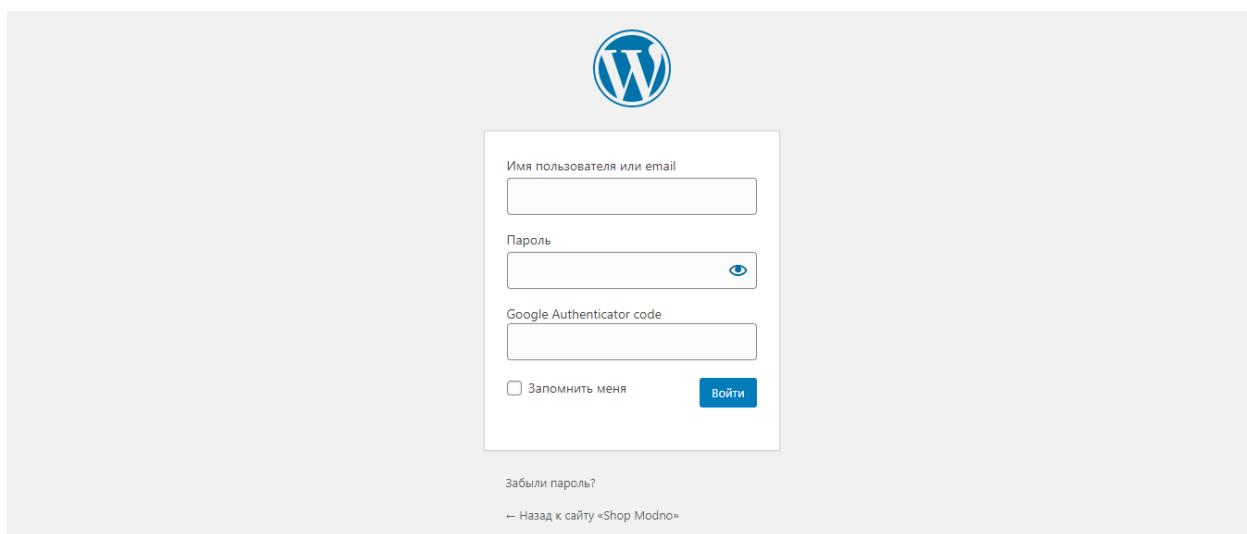 Имя пользователя или email
Пароль
Google Authenticator code
Запомнить меня
Войти
Забыли пароль?
← Назад к сайту «Shop Modno»